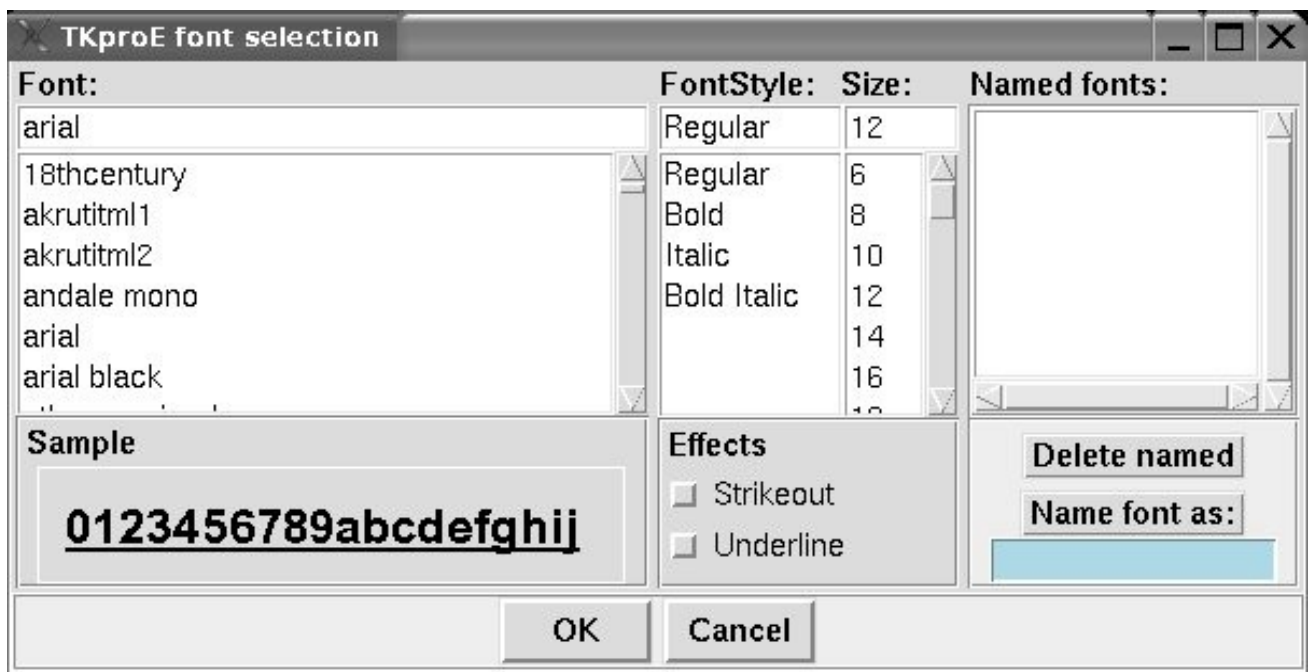 TKproE font selection
Font:
arial
18thcentury
akrutitml1
akrutitml2
andale mono
arial
arial black
FontStyle:
Regular
Regular
Bold
Italic
Bold Italic
Size:
12
6
8
10
12
14
16
Named fonts:
Sample
0123456789abcdefghij
Effects
Strikeout
Underline
Delete named
Name font as:
OK
Cancel